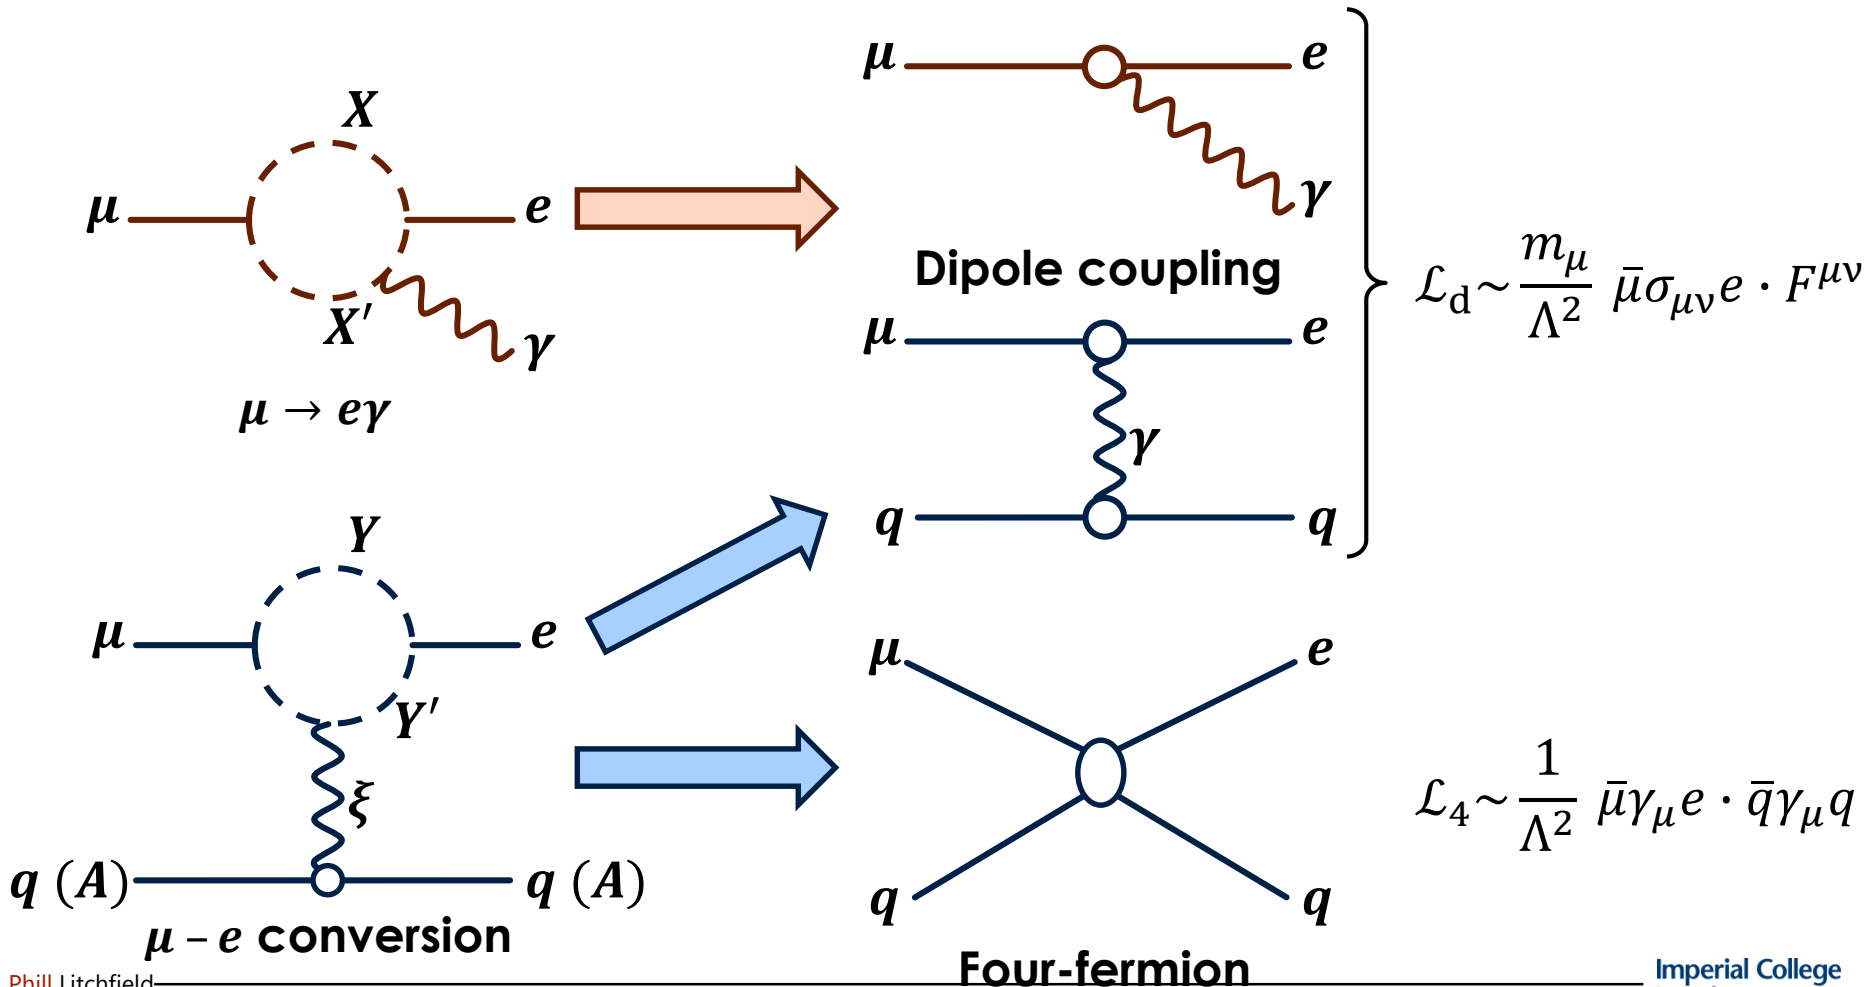 X
μ
e
X′
γ
μ → eγ
μ
e
γ
Dipole coupling
μ
e
γ
q
q
ℒd ~ mμ/Λ² μ̄σμνe · Fμν
Y
μ
e
Y′
ξ
q (A)
q (A)
μ – e conversion
μ
e
q
q
Four-fermion
ℒ4 ~ 1/Λ² μ̄γμe · q̄γμq
Phill Litchfield
Imperial College